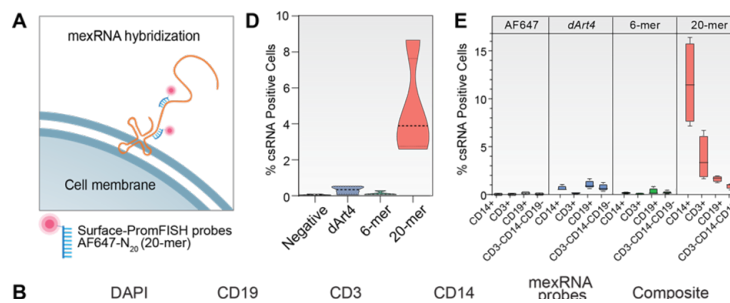 A
mexRNA hybridization
Cell membrane
Surface-PromFISH probes
AF647-N20 (20-mer)
D
% csRNA Positive Cells
10
8
6
4
2
0
Negative
dArt4
6-mer
20-mer
E
% csRNA Positive Cells
AF647 dArt4 6-mer 20-mer
15
10
5
0
CD14+
CD3+
CD19+
CD3-CD14-CD19-
CD14+
CD3+
CD19+
CD3-CD14-CD19-
CD14+
CD3+
CD19+
CD3-CD14-CD19-
CD14+
CD3+
CD19+
CD3-CD14-C
B
DAPI CD19 CD3 CD14 mexRNA probes Composite